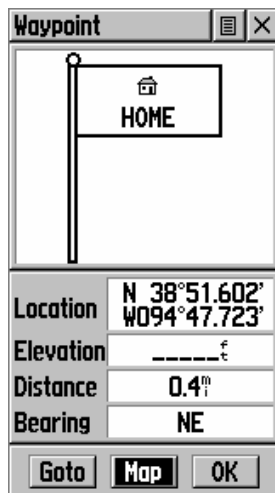 Waypoint
HOME
Location N 38°51.602'
W094°47.723'
Elevation _____ft
Distance 0.4mi
Bearing NE
Goto Map OK